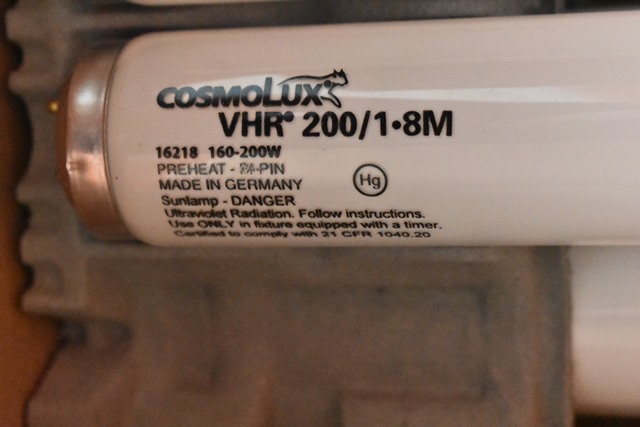 COSMOLUX®
VHR® 200/1•8M
16218 160-200W
PREHEAT - PIN
MADE IN GERMANY
Hg
Sunlamp - DANGER
Ultraviolet Radiation. Follow instructions.
Use ONLY in fixture equipped with a timer.
Certified to comply with 21 CFR 1040.20